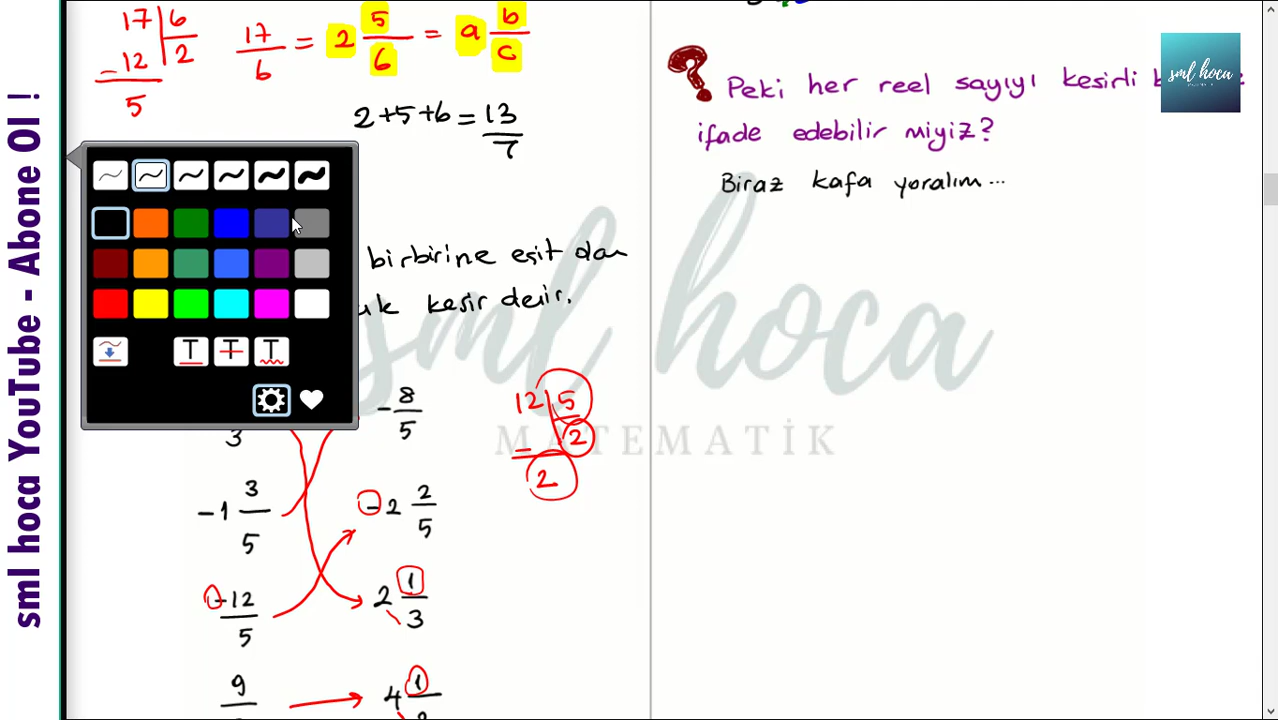 sml hoca YouTube - Abone Ol !
17 6
-12 2
5
17/6 = 2 5/6 = a b/c
2+5+6 = 13
7
birbirine eşit olan
kesir denir.
3
-8/5
-1 3/5
-2 2/5
-12/5
2 1/3
9
4 1
12 5
- 2
2
T T T
sml hoca
? Peki her reel sayıyı kesirli
ifade edebilir miyiz?
Biraz kafa yoralım...
sml hoca
MATEMATİK